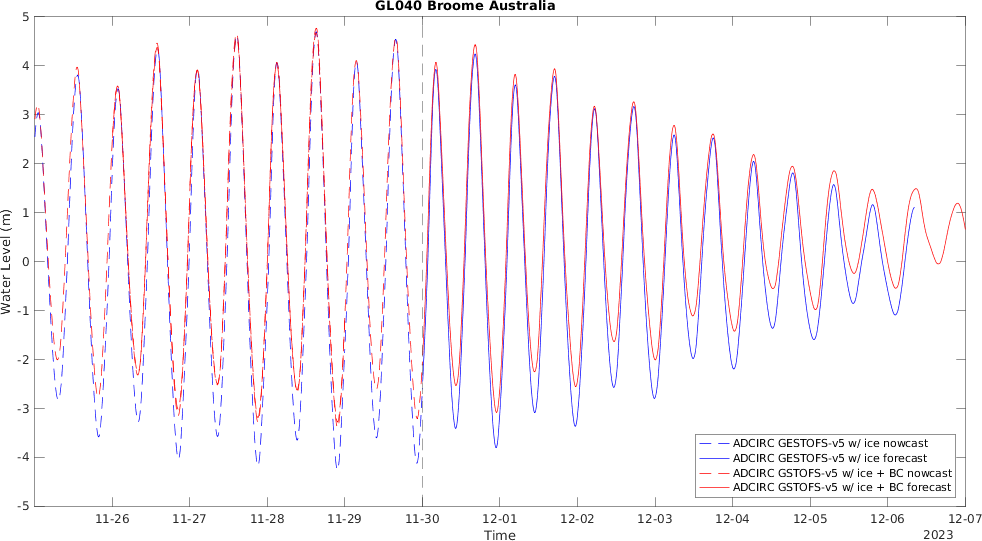 GL040 Broome Australia
5
4
3
2
1
0
-1
-2
-3
-4
-5
Water Level (m)
ADCIRC GESTOFS-v5 w/ ice nowcast
ADCIRC GESTOFS-v5 w/ ice forecast
ADCIRC GSTOFS-v5 w/ ice + BC nowcast
ADCIRC GSTOFS-v5 w/ ice + BC forecast
11-26 11-27 11-28 11-29 11-30 12-01 12-02 12-03 12-04 12-05 12-06 12-07
Time
2023